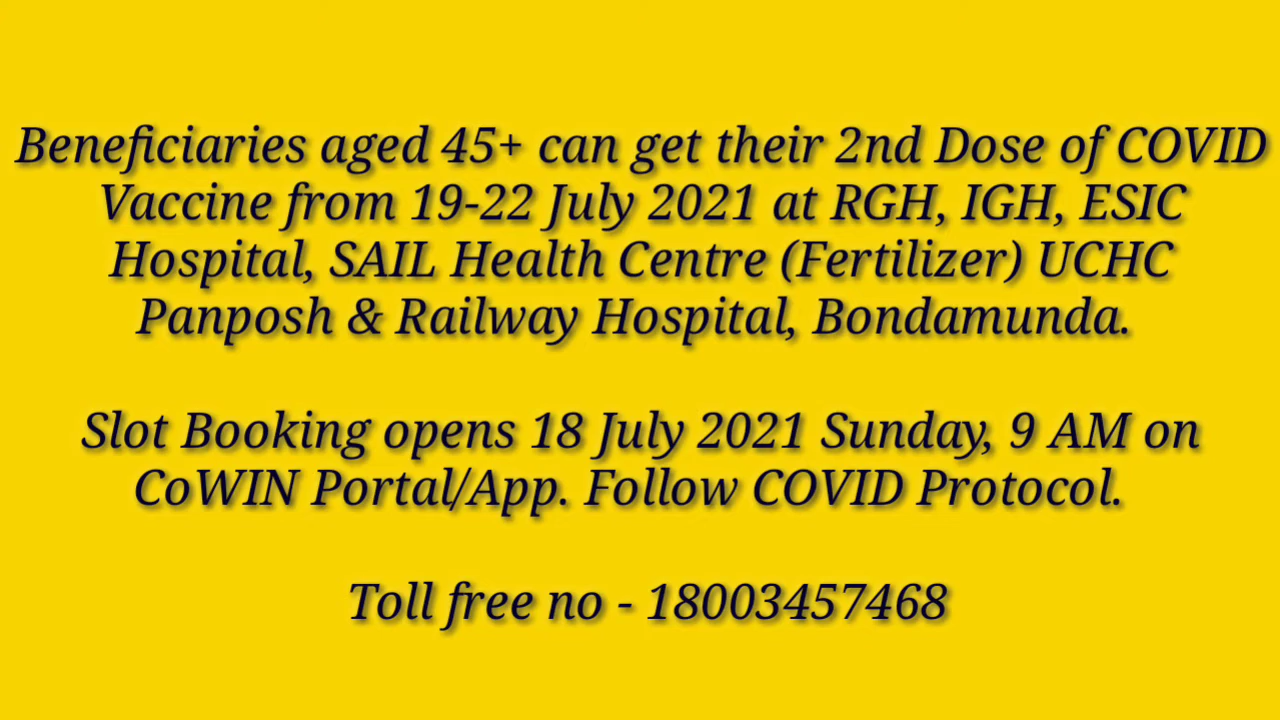 Beneficiaries aged 45+ can get their 2nd Dose of COVID
Vaccine from 19-22 July 2021 at RGH, IGH, ESIC
Hospital, SAIL Health Centre (Fertilizer) UCHC
Panposh & Railway Hospital, Bondamunda.
Slot Booking opens 18 July 2021 Sunday, 9 AM on
CoWIN Portal/App. Follow COVID Protocol.
Toll free no - 18003457468